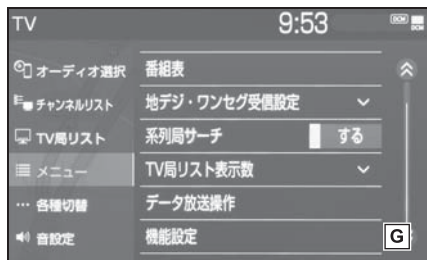 TV
9:53
DCM
DCM
オーディオ選択
チャンネルリスト
TV局リスト
メニュー
各種切替
音設定
番組表
地デジ・ワンセグ受信設定
系列局サーチ
する
TV局リスト表示数
データ放送操作
機能設定
G